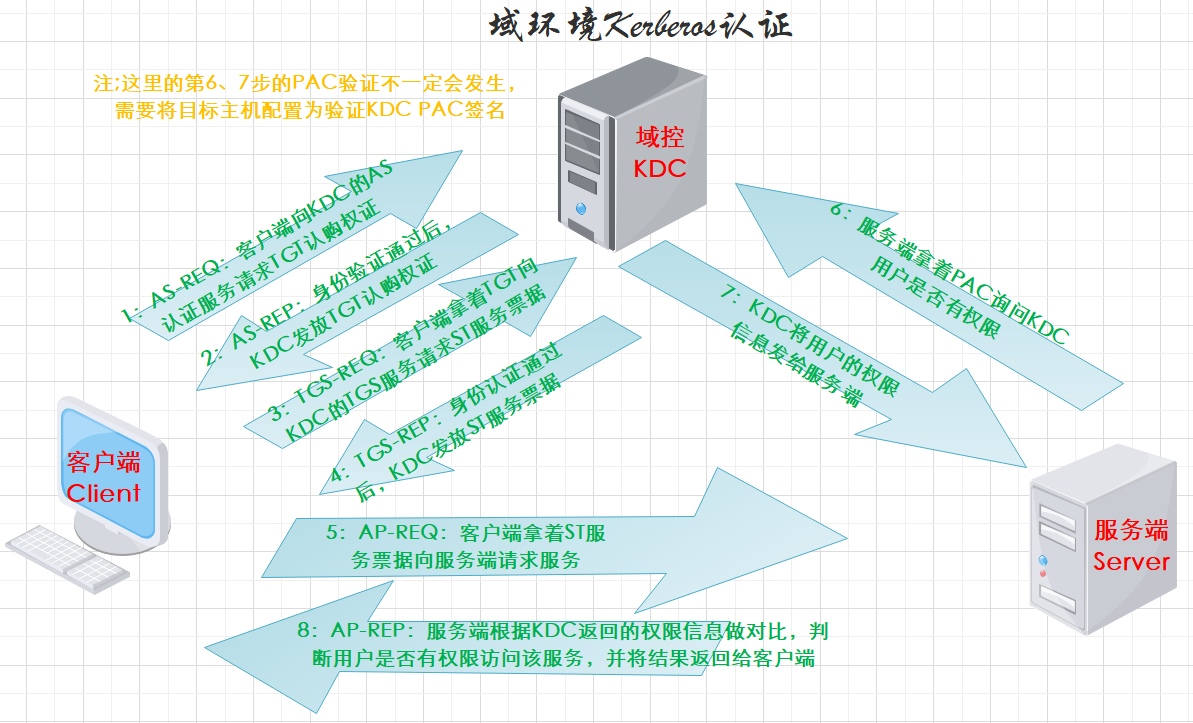 域环境Kerberos认证
注;这里的第6、7步的PAC验证不一定会发生，
需要将目标主机配置为验证KDC PAC签名
域控
KDC
1：AS-REQ：客户端向KDC的AS
认证服务请求TGT认购权证
2：AS-REP：身份验证通过后，
KDC发放TGT认购权证
3：TGS-REQ：客户端拿着TGT向
KDC的TGS服务请求ST服务票据
4：TGS-REP：身份认证通过
后，KDC发放ST服务票据
6：服务端拿着PAC询问KDC
用户是否有权限
7：KDC将用户的权限
信息发给服务端
客户端
Client
5：AP-REQ：客户端拿着ST服
务票据向服务端请求服务
服务端
Server
8：AP-REP：服务端根据KDC返回的权限信息做对比，判
断用户是否有权限访问该服务，并将结果返回给客户端